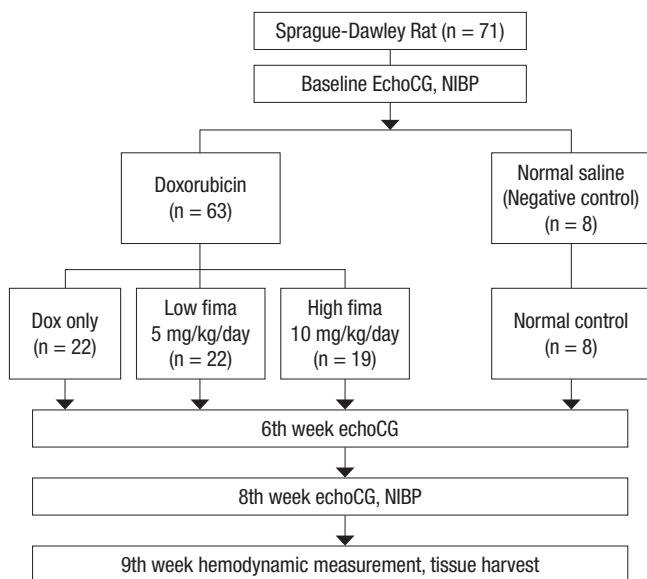 Sprague-Dawley Rat (n = 71)
Baseline EchoCG, NIBP
Doxorubicin
(n = 63)
Normal saline
(Negative control)
(n = 8)
Dox only
(n = 22)
Low fima
5 mg/kg/day
(n = 22)
High fima
10 mg/kg/day
(n = 19)
Normal control
(n = 8)
6th week echoCG
8th week echoCG, NIBP
9th week hemodynamic measurement, tissue harvest